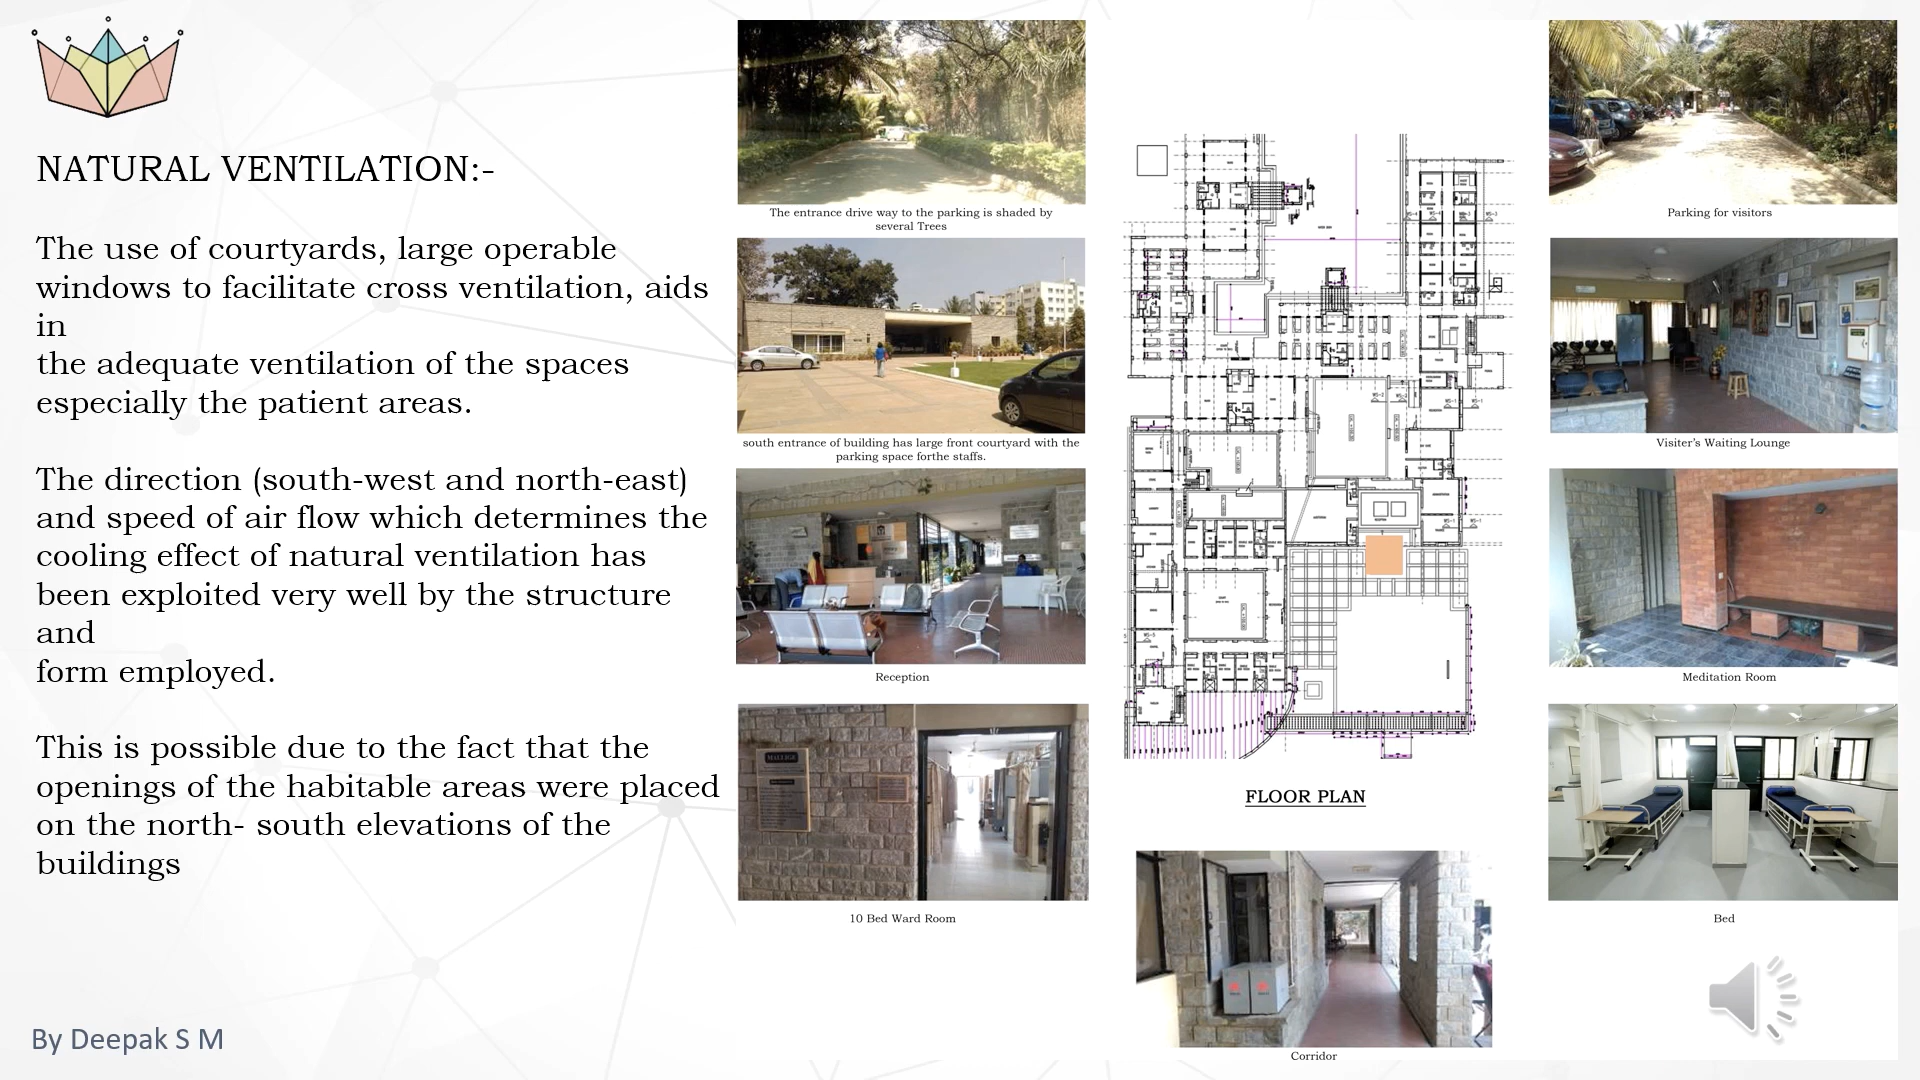 NATURAL VENTILATION:-
The use of courtyards, large operable
windows to facilitate cross ventilation, aids
in
the adequate ventilation of the spaces
especially the patient areas.
The direction (south-west and north-east)
and speed of air flow which determines the
cooling effect of natural ventilation has
been exploited very well by the structure
and
form employed.
This is possible due to the fact that the
openings of the habitable areas were placed
on the north- south elevations of the
buildings
By Deepak S M
The entrance drive way to the parking is shaded by
several Trees
south entrance of building has large front courtyard with the
parking space forthe staffs.
Reception
MALLIGE
10 Bed Ward Room
FLOOR PLAN
Corridor
Parking for visitors
Visiter's Waiting Lounge
Meditation Room
Bed